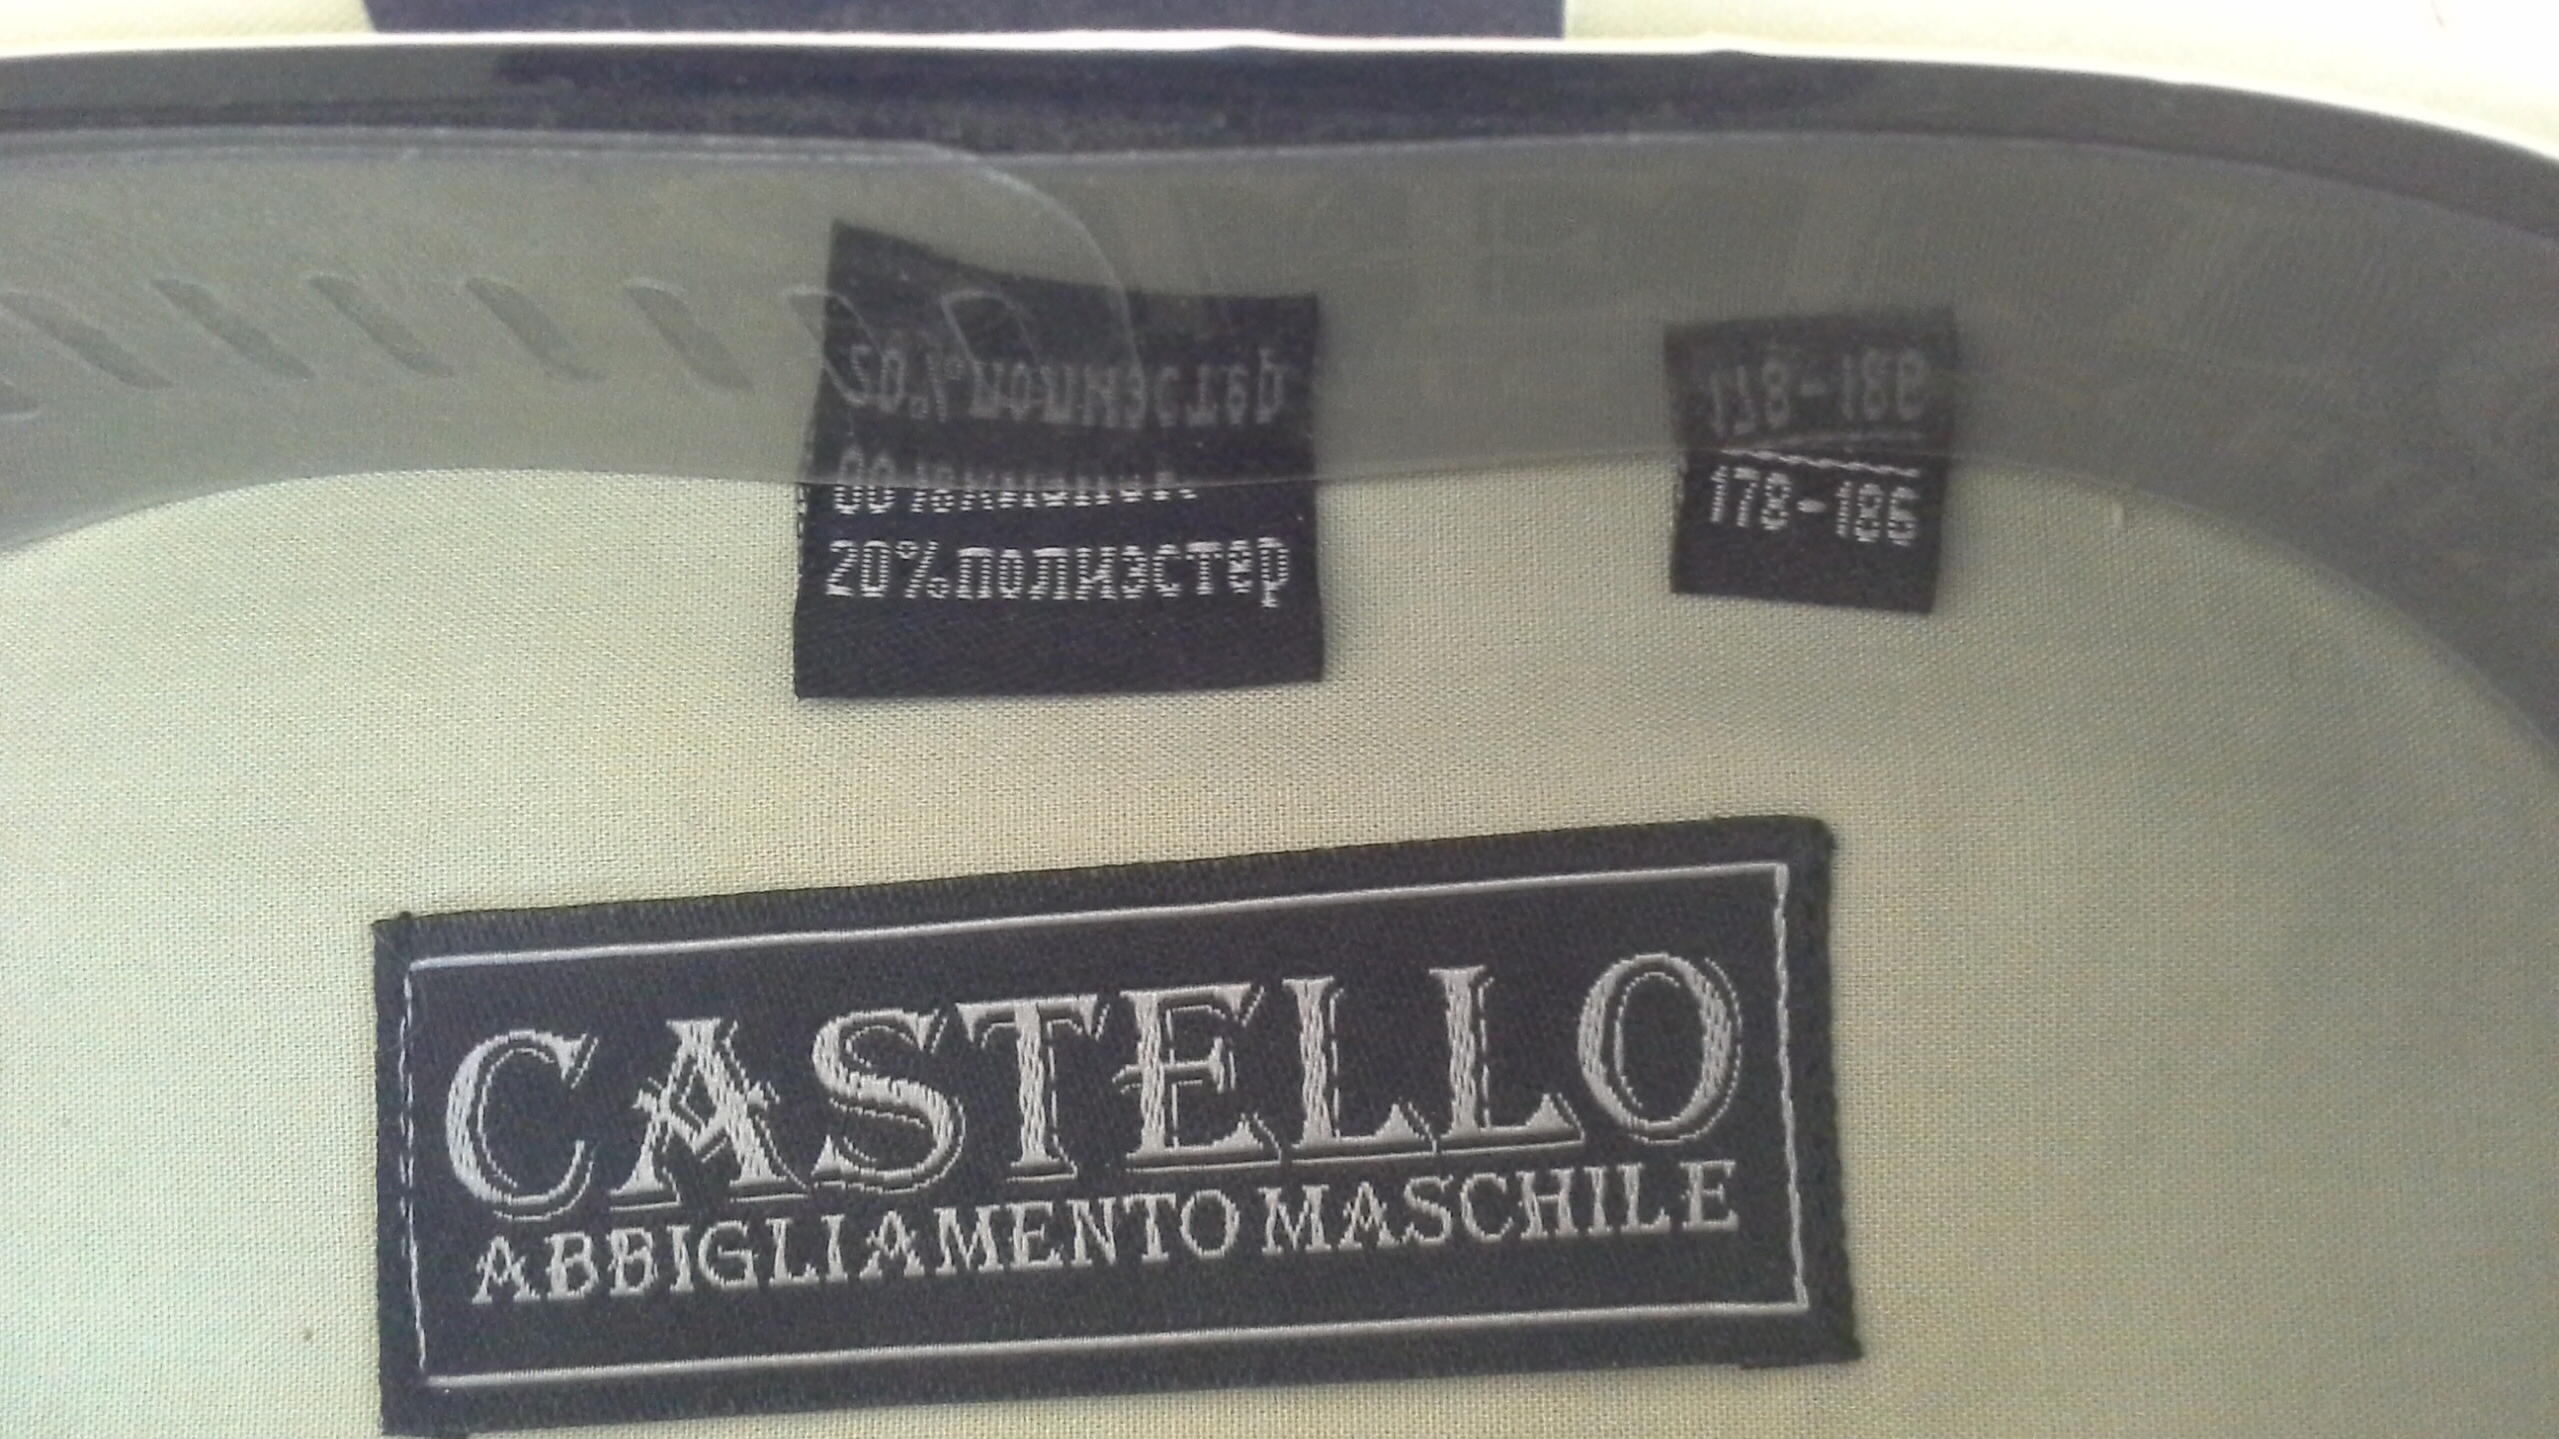 20%полиэстер
178-186
CASTELLO
ABBIGLIAMENTO MASCHILE